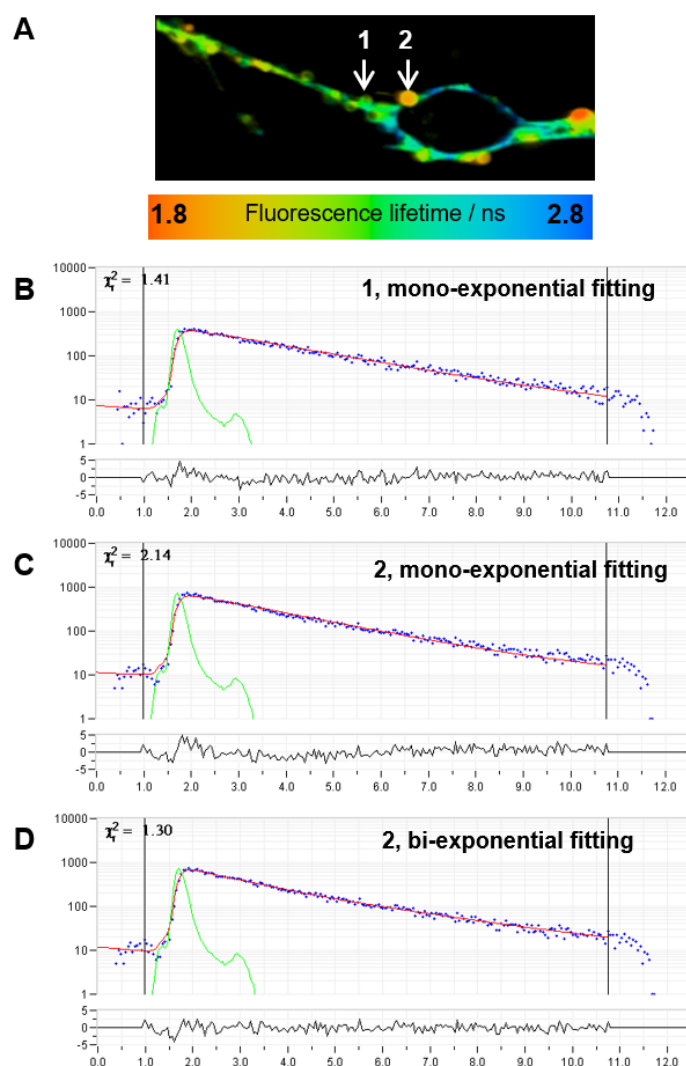 A
1 2
1.8 Fluorescence lifetime / ns 2.8
B
χ²ᵣ = 1.41
1, mono-exponential fitting
10000
1000
100
10
1
5
0
-5
0.0 1.0 2.0 3.0 4.0 5.0 6.0 7.0 8.0 9.0 10.0 11.0 12.0
C
χ²ᵣ = 2.14
2, mono-exponential fitting
10000
1000
100
10
1
5
0
-5
0.0 1.0 2.0 3.0 4.0 5.0 6.0 7.0 8.0 9.0 10.0 11.0 12.0
D
χ²ᵣ = 1.30
2, bi-exponential fitting
10000
1000
100
10
1
5
0
-5
0.0 1.0 2.0 3.0 4.0 5.0 6.0 7.0 8.0 9.0 10.0 11.0 12.0